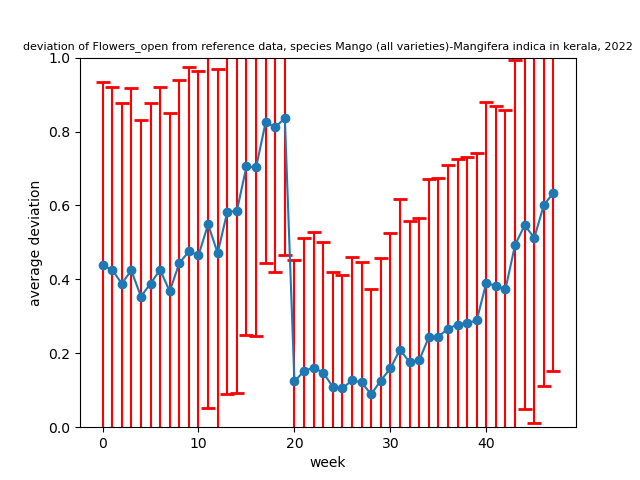 deviation of Flowers_open from reference data, species Mango (all varieties)-Mangifera indica in kerala, 2022
1.0
0.8
0.6
0.4
0.2
0.0
average deviation
0 10 20 30 40
week